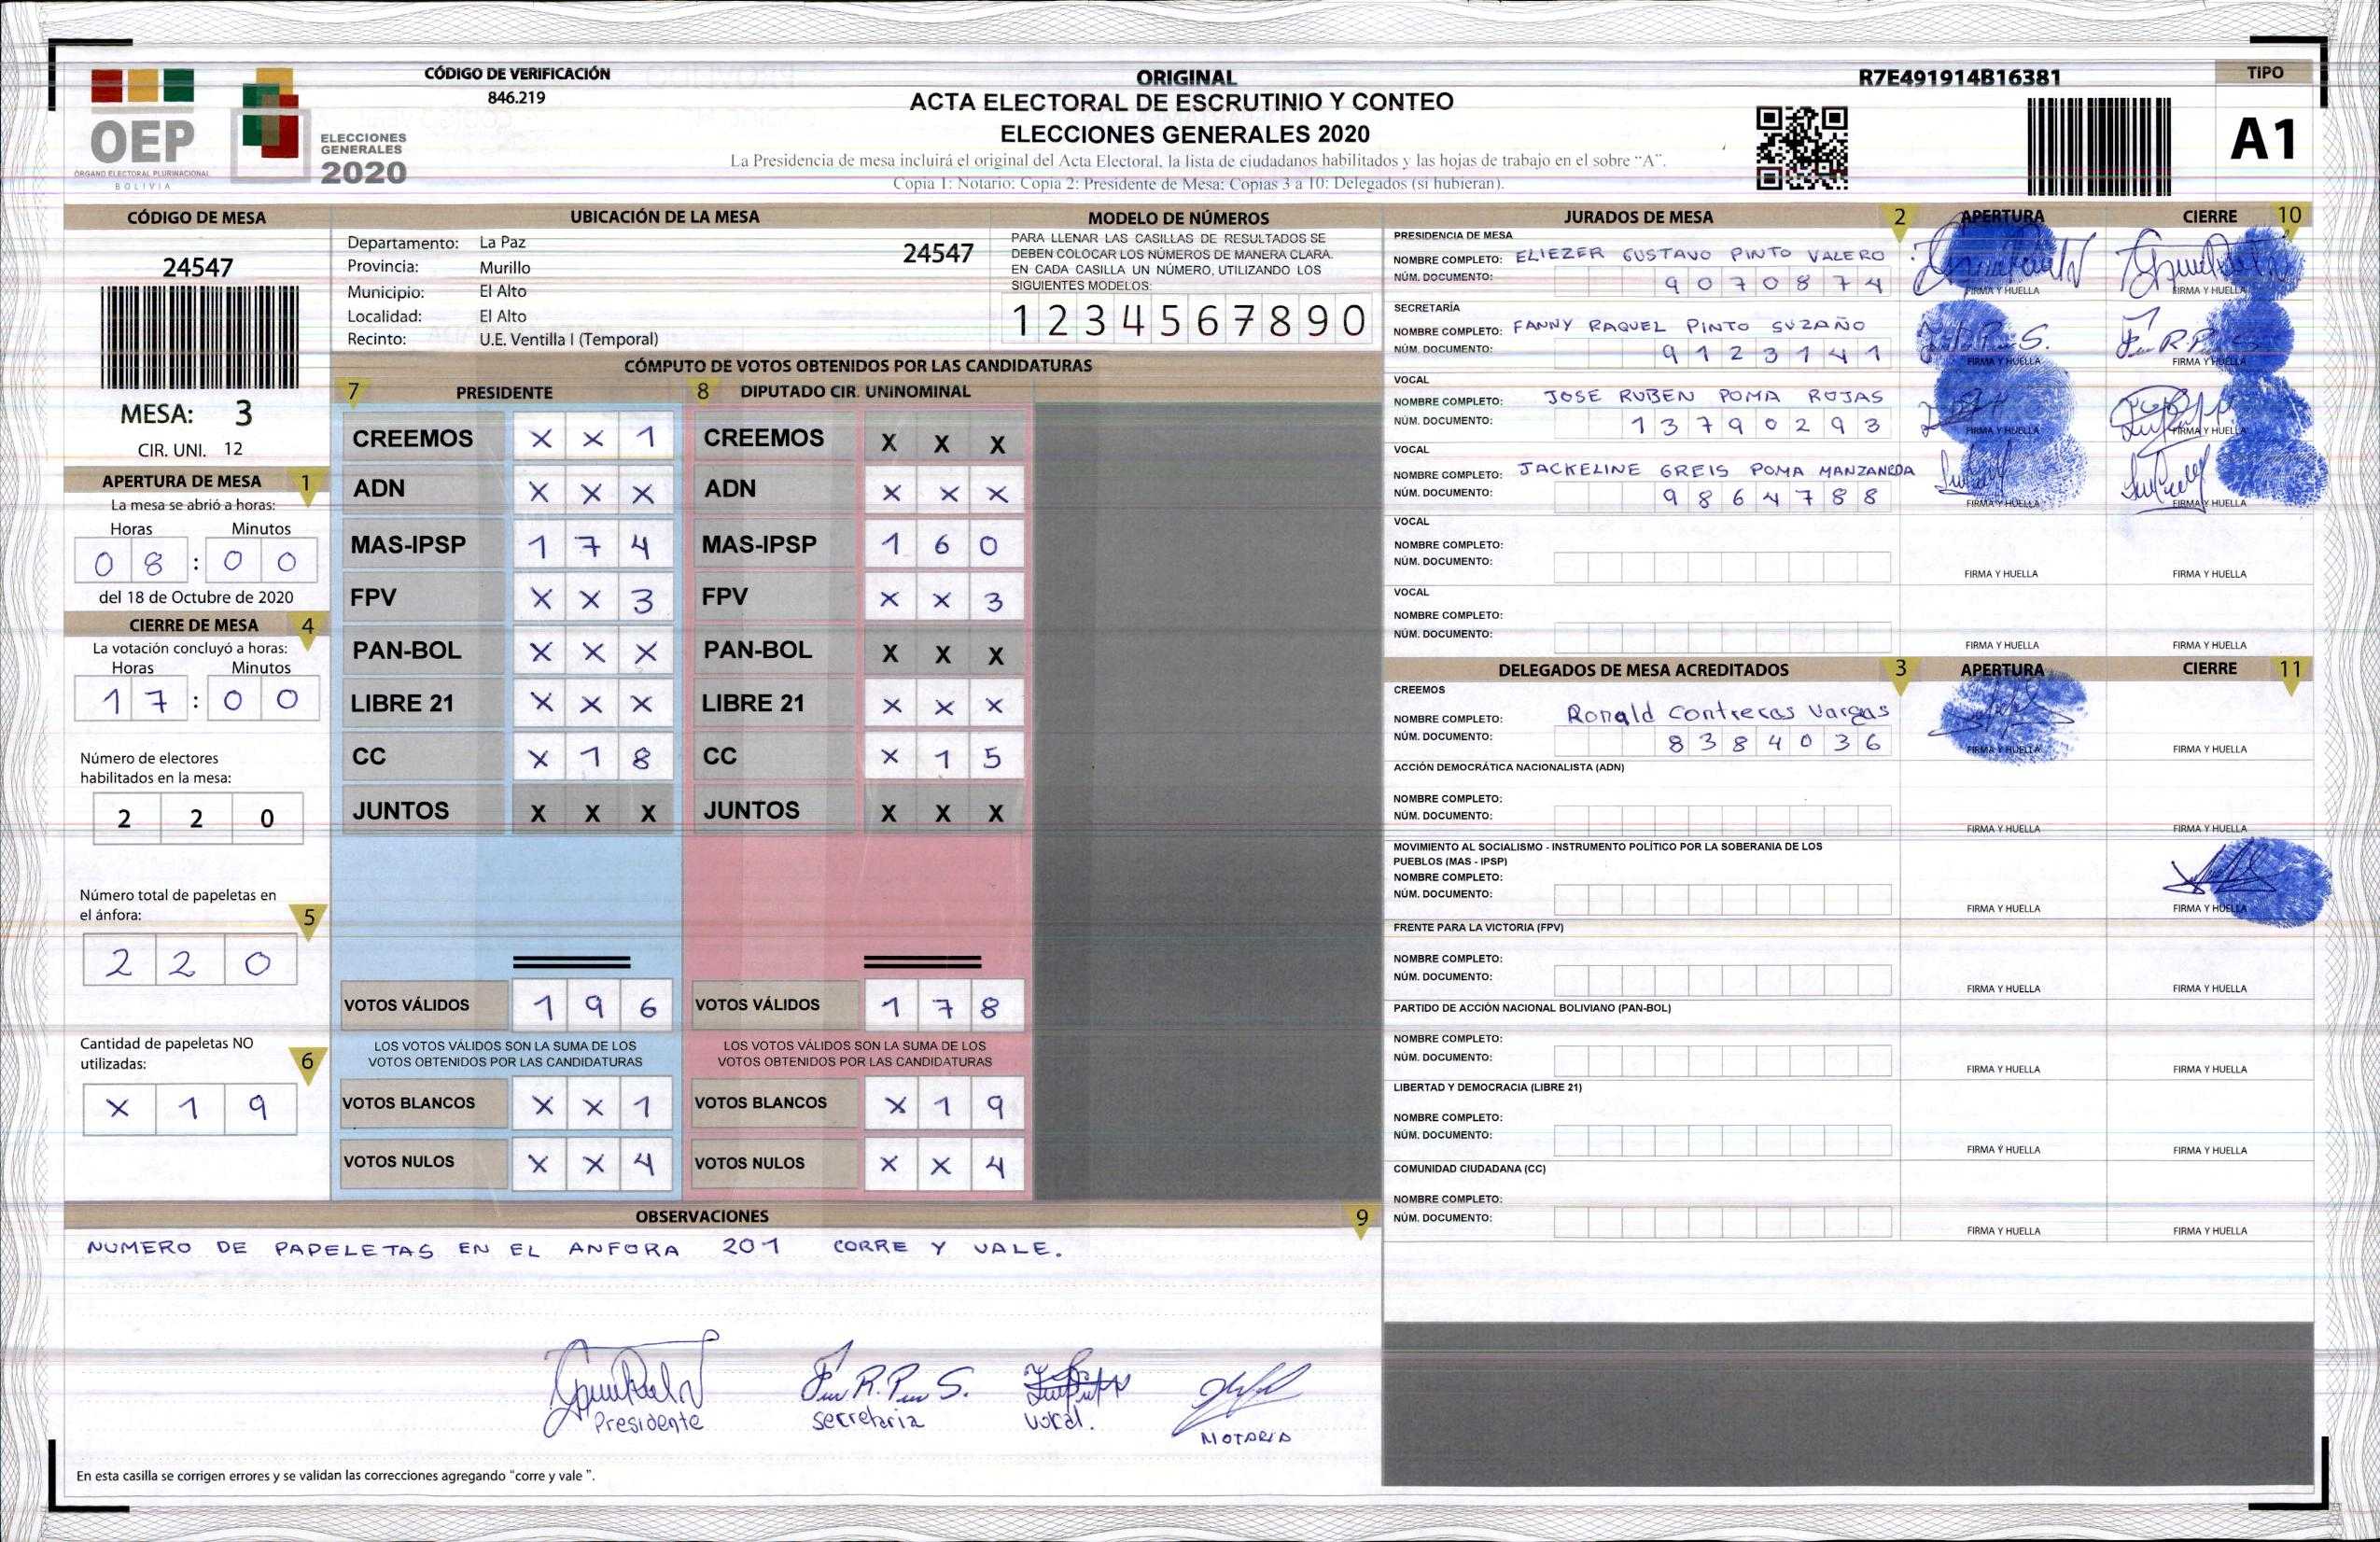 CÓDIGO DE VERIFICACIÓN
846.219
OEP
ÓRGANO ELECTORAL PLURINACIONAL
BOLIVIA
ELECCIONES
GENERALES
2020
ORIGINAL
ACTA ELECTORAL DE ESCRUTINIO Y CONTEO
ELECCIONES GENERALES 2020
La Presidencia de mesa incluirá el original del Acta Electoral, la lista de ciudadanos habilitados y las hojas de trabajo en el sobre "A".
Copia 1: Notario; Copia 2: Presidente de Mesa; Copias 3 a 10: Delegados (si hubieran).
R7E491914B16381
TIPO
A1
CÓDIGO DE MESA
24547
MESA: 3
CIR. UNI. 12
APERTURA DE MESA 1
La mesa se abrió a horas:
Horas Minutos
0 8 : 0 0
del 18 de Octubre de 2020
CIERRE DE MESA 4
La votación concluyó a horas:
Horas Minutos
1 7 : 0 0
Número de electores
habilitados en la mesa:
2 2 0
Número total de papeletas en
el ánfora: 5
2 2 0
Cantidad de papeletas NO
utilizadas: 6
X 1 9
UBICACIÓN DE LA MESA
Departamento: La Paz 24547
Provincia: Murillo
Municipio: El Alto
Localidad: El Alto
Recinto: U.E. Ventilla I (Temporal)
MODELO DE NÚMEROS
PARA LLENAR LAS CASILLAS DE RESULTADOS SE
DEBEN COLOCAR LOS NÚMEROS DE MANERA CLARA.
EN CADA CASILLA UN NÚMERO, UTILIZANDO LOS
SIGUIENTES MODELOS:
1 2 3 4 5 6 7 8 9 0
CÓMPUTO DE VOTOS OBTENIDOS POR LAS CANDIDATURAS
7 PRESIDENTE 8 DIPUTADO CIR. UNINOMINAL
CREEMOS X X 1 CREEMOS X X X
ADN X X X ADN X X X
MAS-IPSP 1 7 4 MAS-IPSP 1 6 0
FPV X X 3 FPV X X 3
PAN-BOL X X X PAN-BOL X X X
LIBRE 21 X X X LIBRE 21 X X X
CC X 1 8 CC X 1 5
JUNTOS X X X JUNTOS X X X
VOTOS VÁLIDOS 1 9 6 VOTOS VÁLIDOS 1 7 8
LOS VOTOS VÁLIDOS SON LA SUMA DE LOS LOS VOTOS VÁLIDOS SON LA SUMA DE LOS
VOTOS OBTENIDOS POR LAS CANDIDATURAS VOTOS OBTENIDOS POR LAS CANDIDATURAS
VOTOS BLANCOS X X 1 VOTOS BLANCOS X 1 9
VOTOS NULOS X X 4 VOTOS NULOS X X 4
OBSERVACIONES 9
NUMERO DE PAPELETAS EN EL ANFORA 201 CORRE Y VALE.
Presidente secretaria vocal. NOTARIO
En esta casilla se corrigen errores y se validan las correcciones agregando "corre y vale ".
JURADOS DE MESA 2 APERTURA CIERRE 10
PRESIDENCIA DE MESA
NOMBRE COMPLETO: ELIEZER GUSTAVO PINTO VALERO
NÚM. DOCUMENTO: 9 0 7 0 8 7 4 FIRMA Y HUELLA FIRMA Y HUELLA
SECRETARÍA
NOMBRE COMPLETO: FANNY RAQUEL PINTO SUZAÑO
NÚM. DOCUMENTO: 9 1 2 3 1 4 1 FIRMA Y HUELLA FIRMA Y HUELLA
VOCAL
NOMBRE COMPLETO: JOSE RUBEN POMA ROJAS
NÚM. DOCUMENTO: 1 3 7 9 0 2 9 3 FIRMA Y HUELLA FIRMA Y HUELLA
VOCAL
NOMBRE COMPLETO: JACKELINE GREIS POMA MANZANEDA
NÚM. DOCUMENTO: 9 8 6 4 7 8 8 FIRMA Y HUELLA FIRMA Y HUELLA
VOCAL
NOMBRE COMPLETO:
NÚM. DOCUMENTO: FIRMA Y HUELLA FIRMA Y HUELLA
VOCAL
NOMBRE COMPLETO:
NÚM. DOCUMENTO: FIRMA Y HUELLA FIRMA Y HUELLA
DELEGADOS DE MESA ACREDITADOS 3 APERTURA CIERRE 11
CREEMOS
NOMBRE COMPLETO: Ronald Contreras Vargas
NÚM. DOCUMENTO: 8 3 8 4 0 3 6 FIRMA Y HUELLA FIRMA Y HUELLA
ACCIÓN DEMOCRÁTICA NACIONALISTA (ADN)
NOMBRE COMPLETO:
NÚM. DOCUMENTO: FIRMA Y HUELLA FIRMA Y HUELLA
MOVIMIENTO AL SOCIALISMO - INSTRUMENTO POLÍTICO POR LA SOBERANIA DE LOS
PUEBLOS (MAS - IPSP)
NOMBRE COMPLETO:
NÚM. DOCUMENTO: FIRMA Y HUELLA FIRMA Y HUELLA
FRENTE PARA LA VICTORIA (FPV)
NOMBRE COMPLETO:
NÚM. DOCUMENTO: FIRMA Y HUELLA FIRMA Y HUELLA
PARTIDO DE ACCIÓN NACIONAL BOLIVIANO (PAN-BOL)
NOMBRE COMPLETO:
NÚM. DOCUMENTO: FIRMA Y HUELLA FIRMA Y HUELLA
LIBERTAD Y DEMOCRACIA (LIBRE 21)
NOMBRE COMPLETO:
NÚM. DOCUMENTO: FIRMA Y HUELLA FIRMA Y HUELLA
COMUNIDAD CIUDADANA (CC)
NOMBRE COMPLETO:
NÚM. DOCUMENTO: FIRMA Y HUELLA FIRMA Y HUELLA